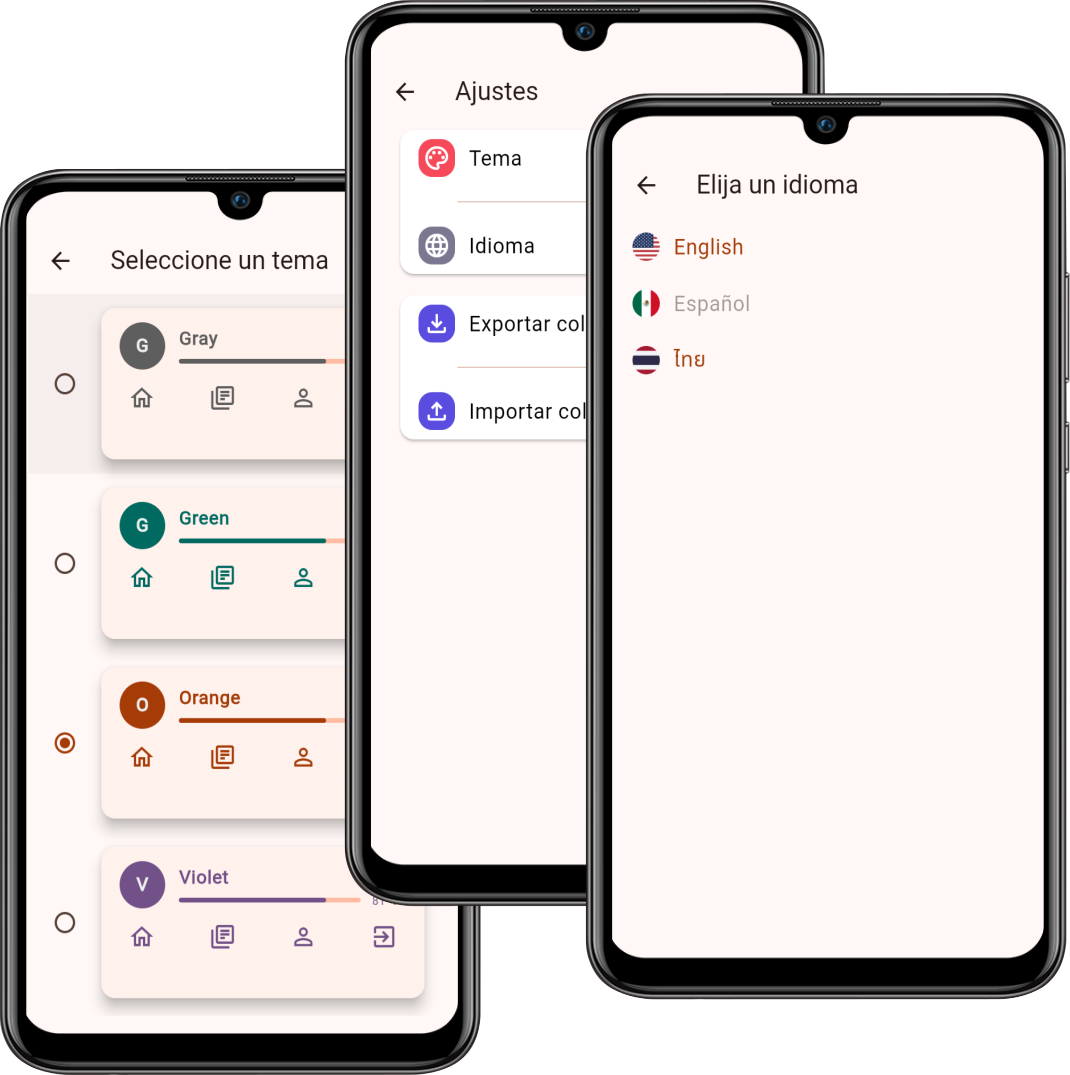 Seleccione un tema
G
Gray
G
Green
O
Orange
V
Violet
Ajustes
Tema
Idioma
Exportar col
Importar col
Elija un idioma
English
Español
ไทย